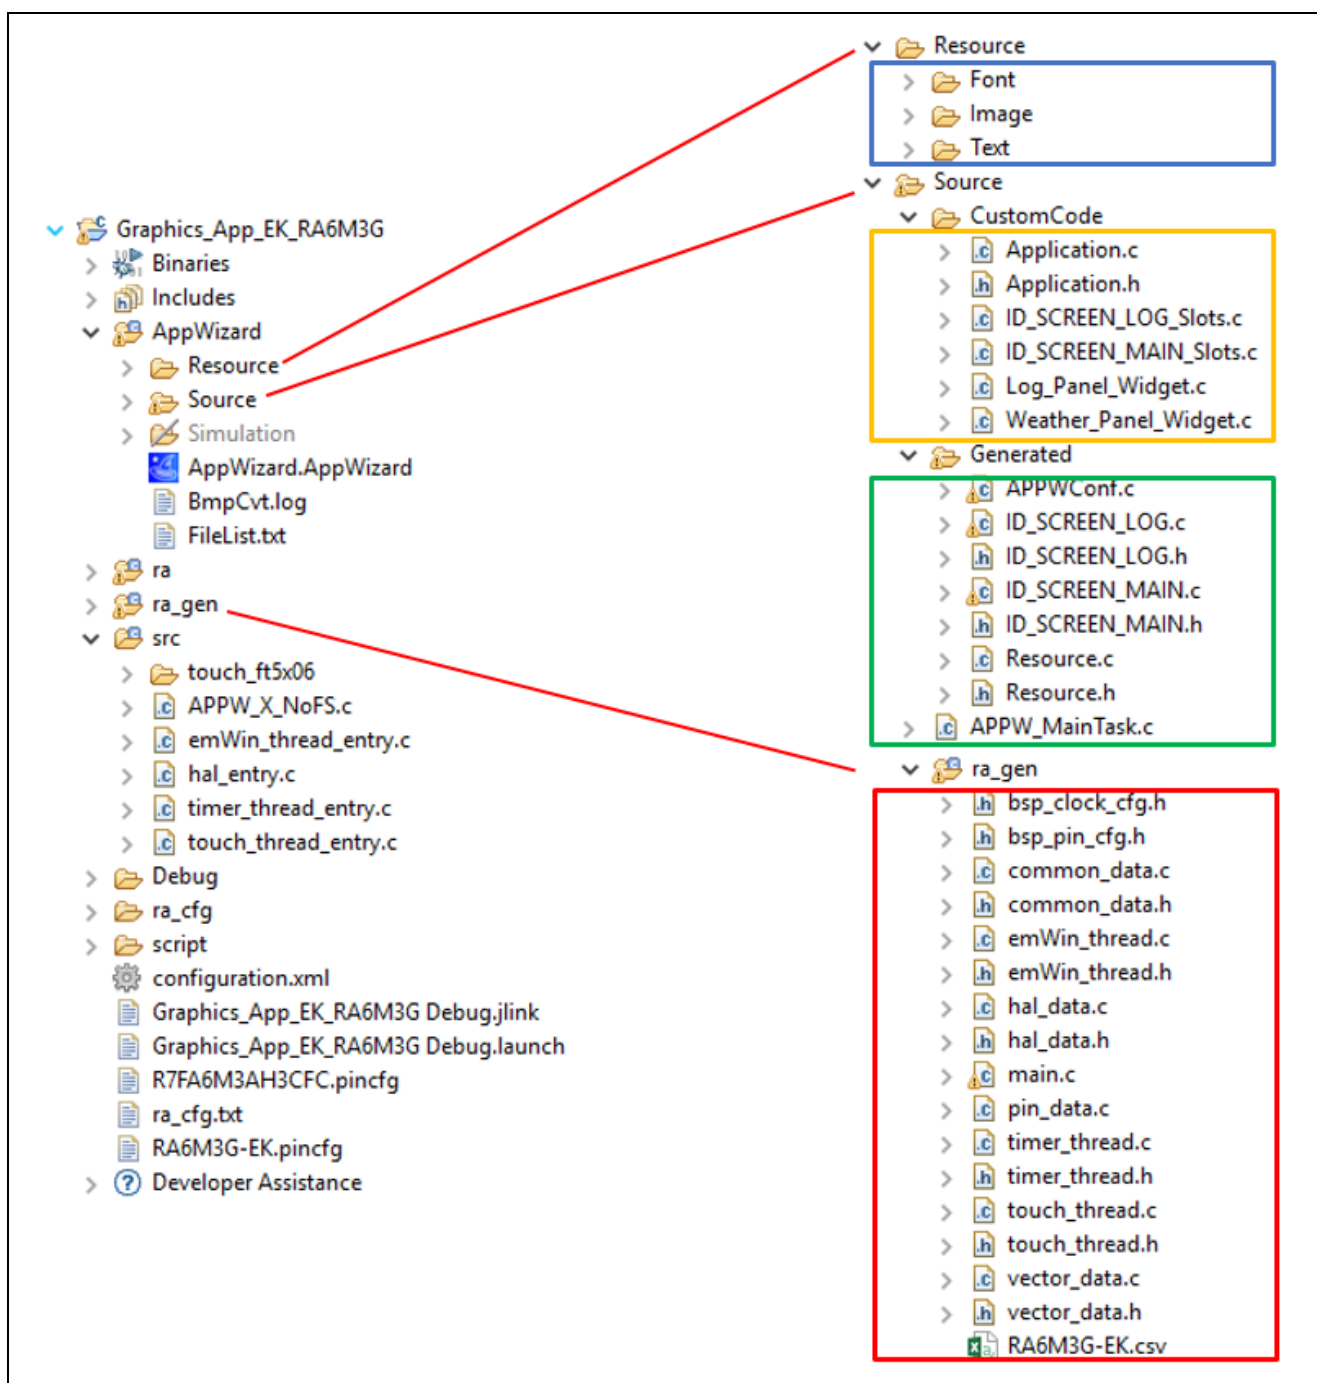 Graphics_App_EK_RA6M3G
Binaries
Includes
AppWizard
Resource
Source
Simulation
AppWizard.AppWizard
BmpCvt.log
FileList.txt
ra
ra_gen
src
touch_ft5x06
APPW_X_NoFS.c
emWin_thread_entry.c
hal_entry.c
timer_thread_entry.c
touch_thread_entry.c
Debug
ra_cfg
script
configuration.xml
Graphics_App_EK_RA6M3G Debug.jlink
Graphics_App_EK_RA6M3G Debug.launch
R7FA6M3AH3CFC.pincfg
ra_cfg.txt
RA6M3G-EK.pincfg
Developer Assistance
Resource
Font
Image
Text
Source
CustomCode
Application.c
Application.h
ID_SCREEN_LOG_Slots.c
ID_SCREEN_MAIN_Slots.c
Log_Panel_Widget.c
Weather_Panel_Widget.c
Generated
APPWConf.c
ID_SCREEN_LOG.c
ID_SCREEN_LOG.h
ID_SCREEN_MAIN.c
ID_SCREEN_MAIN.h
Resource.c
Resource.h
APPW_MainTask.c
ra_gen
bsp_clock_cfg.h
bsp_pin_cfg.h
common_data.c
common_data.h
emWin_thread.c
emWin_thread.h
hal_data.c
hal_data.h
main.c
pin_data.c
timer_thread.c
timer_thread.h
touch_thread.c
touch_thread.h
vector_data.c
vector_data.h
RA6M3G-EK.csv